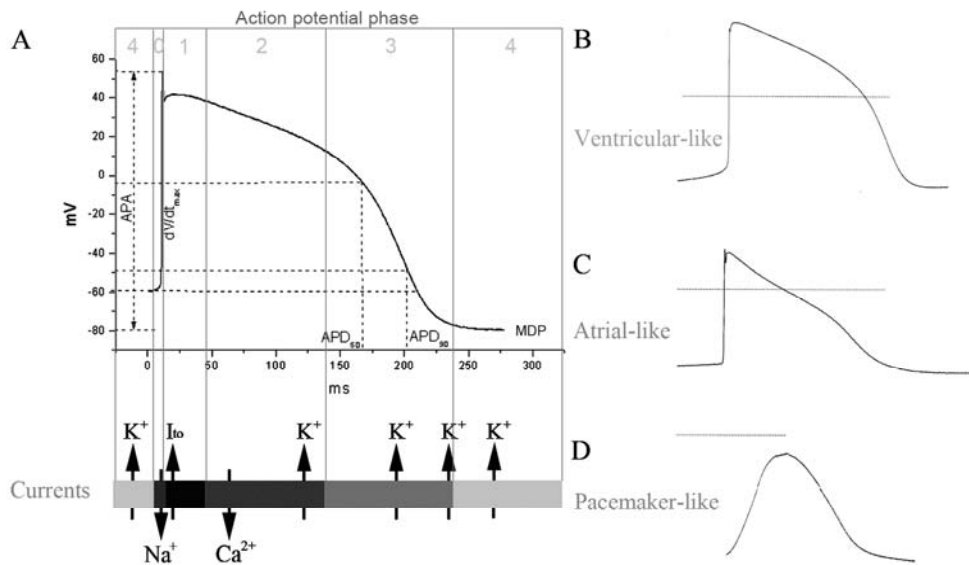 Action potential phase
A
4 0 1 2 3 4
60
40
20
0
-20
-40
-60
-80
mV
APA
dV/dt max
APD50 APD90
MDP
0 50 100 150 200 250 300
ms
K+ Ito K+ K+ K+ K+
Currents
Na+ Ca2+
B
Ventricular-like
C
Atrial-like
D
Pacemaker-like